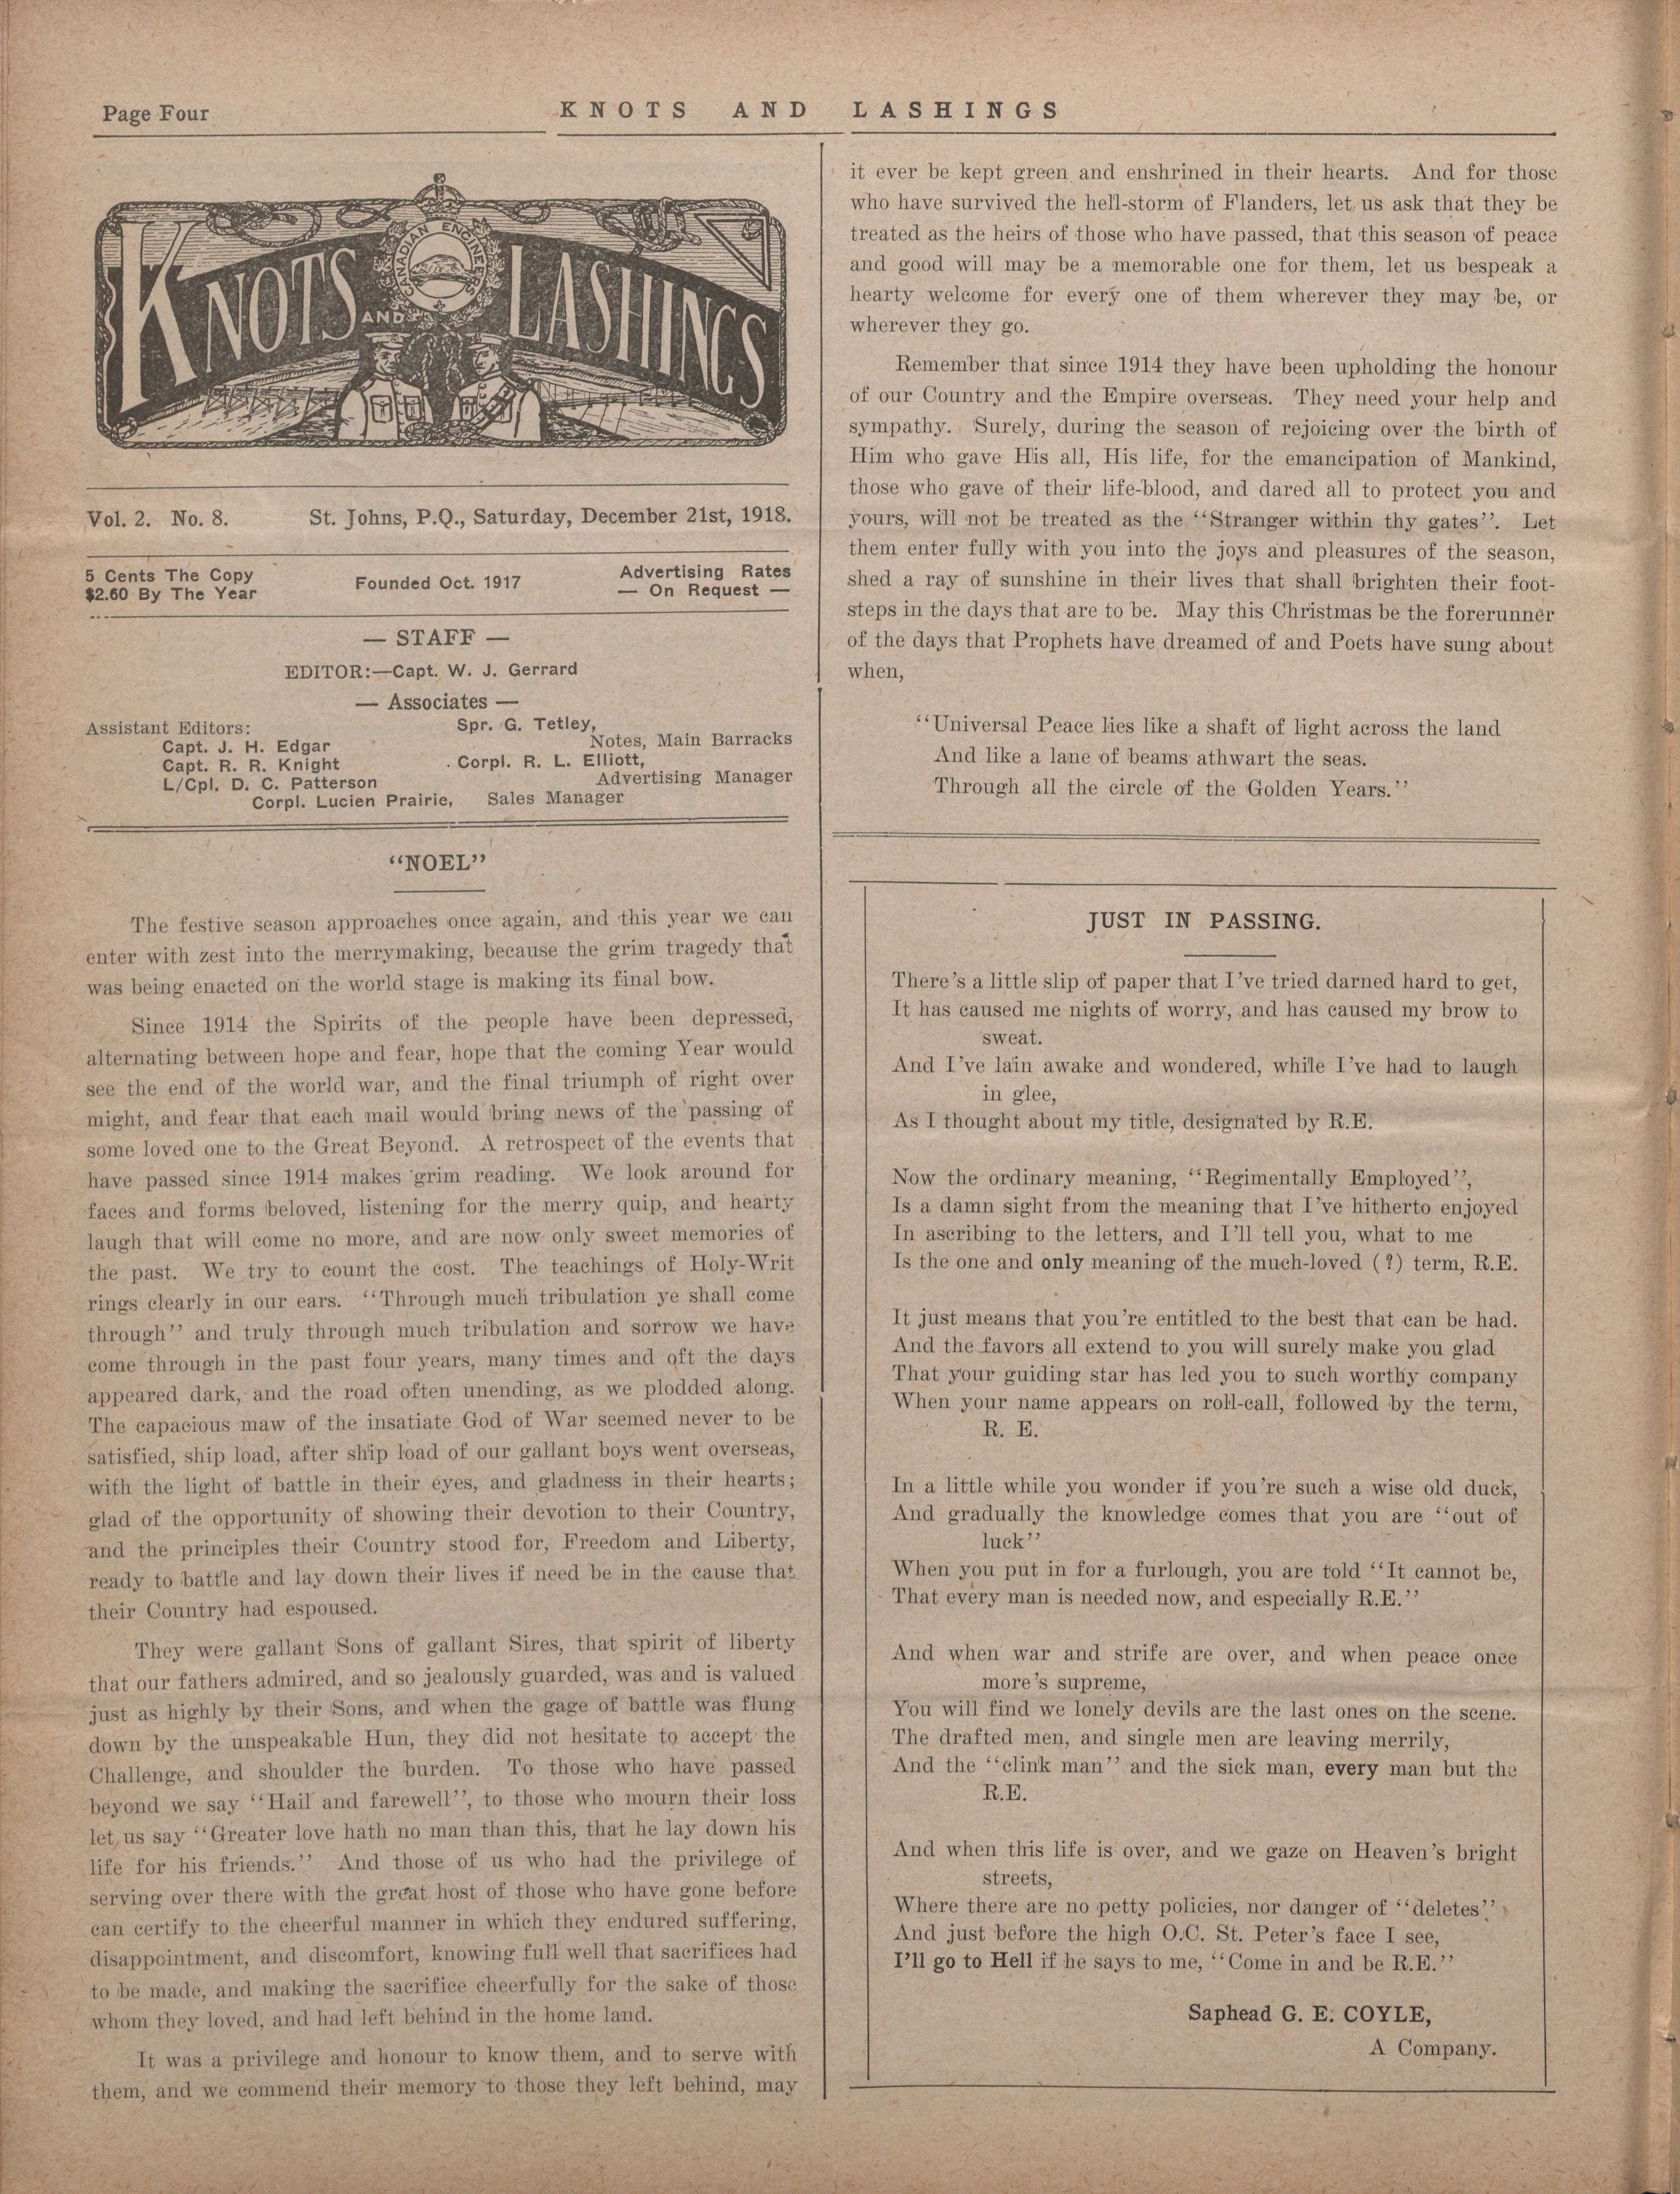 Page Four
KNOTS AND LASHINGS
KNOTS AND LASHINGS
CANADIAN ENGINEERS
Vol. 2. No. 8. St. Johns, P.Q., Saturday, December 21st, 1918.
5 Cents The Copy
$2.60 By The Year
Founded Oct. 1917
Advertising Rates
— On Request —
— STAFF —
EDITOR:—Capt. W. J. Gerrard
— Associates —
Assistant Editors:
Capt. J. H. Edgar
Capt. R. R. Knight
L/Cpl. D. C. Patterson
Spr. G. Tetley,
Notes, Main Barracks
Corpl. R. L. Elliott,
Advertising Manager
Corpl. Lucien Prairie, Sales Manager
"NOEL"
The festive season approaches once again, and this year we can
enter with zest into the merrymaking, because the grim tragedy that
was being enacted on the world stage is making its final bow.
Since 1914 the Spirits of the people have been depressed,
alternating between hope and fear, hope that the coming Year would
see the end of the world war, and the final triumph of right over
might, and fear that each mail would bring news of the passing of
some loved one to the Great Beyond. A retrospect of the events that
have passed since 1914 makes grim reading. We look around for
faces and forms beloved, listening for the merry quip, and hearty
laugh that will come no more, and are now only sweet memories of
the past. We try to count the cost. The teachings of Holy-Writ
rings clearly in our ears. "Through much tribulation ye shall come
through" and truly through much tribulation and sorrow we have
come through in the past four years, many times and oft the days
appeared dark, and the road often unending, as we plodded along.
The capacious maw of the insatiate God of War seemed never to be
satisfied, ship load, after ship load of our gallant boys went overseas,
with the light of battle in their eyes, and gladness in their hearts;
glad of the opportunity of showing their devotion to their Country,
and the principles their Country stood for, Freedom and Liberty,
ready to battle and lay down their lives if need be in the cause that
their Country had espoused.
They were gallant Sons of gallant Sires, that spirit of liberty
that our fathers admired, and so jealously guarded, was and is valued
just as highly by their Sons, and when the gage of battle was flung
down by the unspeakable Hun, they did not hesitate to accept the
Challenge, and shoulder the burden. To those who have passed
beyond we say "Hail and farewell", to those who mourn their loss
let us say "Greater love hath no man than this, that he lay down his
life for his friends." And those of us who had the privilege of
serving over there with the great host of those who have gone before
can certify to the cheerful manner in which they endured suffering,
disappointment, and discomfort, knowing full well that sacrifices had
to be made, and making the sacrifice cheerfully for the sake of those
whom they loved, and had left behind in the home land.
It was a privilege and honour to know them, and to serve with
them, and we commend their memory to those they left behind, may
it ever be kept green and enshrined in their hearts. And for those
who have survived the hell-storm of Flanders, let us ask that they be
treated as the heirs of those who have passed, that this season of peace
and good will may be a memorable one for them, let us bespeak a
hearty welcome for every one of them wherever they may be, or
wherever they go.
Remember that since 1914 they have been upholding the honour
of our Country and the Empire overseas. They need your help and
sympathy. Surely, during the season of rejoicing over the birth of
Him who gave His all, His life, for the emancipation of Mankind,
those who gave of their life-blood, and dared all to protect you and
yours, will not be treated as the "Stranger within thy gates". Let
them enter fully with you into the joys and pleasures of the season,
shed a ray of sunshine in their lives that shall brighten their foot-
steps in the days that are to be. May this Christmas be the forerunner
of the days that Prophets have dreamed of and Poets have sung about
when,
"Universal Peace lies like a shaft of light across the land
And like a lane of beams athwart the seas.
Through all the circle of the Golden Years."
JUST IN PASSING.
There's a little slip of paper that I've tried darned hard to get,
It has caused me nights of worry, and has caused my brow to
sweat.
And I've lain awake and wondered, while I've had to laugh
in glee,
As I thought about my title, designated by R.E.
Now the ordinary meaning, "Regimentally Employed",
Is a damn sight from the meaning that I've hitherto enjoyed
In ascribing to the letters, and I'll tell you, what to me
Is the one and only meaning of the much-loved (?) term, R.E.
It just means that you're entitled to the best that can be had.
And the favors all extend to you will surely make you glad
That your guiding star has led you to such worthy company
When your name appears on roll-call, followed by the term,
R. E.
In a little while you wonder if you're such a wise old duck,
And gradually the knowledge comes that you are "out of
luck"
When you put in for a furlough, you are told "It cannot be,
That every man is needed now, and especially R.E."
And when war and strife are over, and when peace once
more's supreme,
You will find we lonely devils are the last ones on the scene.
The drafted men, and single men are leaving merrily,
And the "clink man" and the sick man, every man but the
R.E.
And when this life is over, and we gaze on Heaven's bright
streets,
Where there are no petty policies, nor danger of "deletes"
And just before the high O.C. St. Peter's face I see,
I'll go to Hell if he says to me, "Come in and be R.E."
Saphead G. E. COYLE,
A Company.